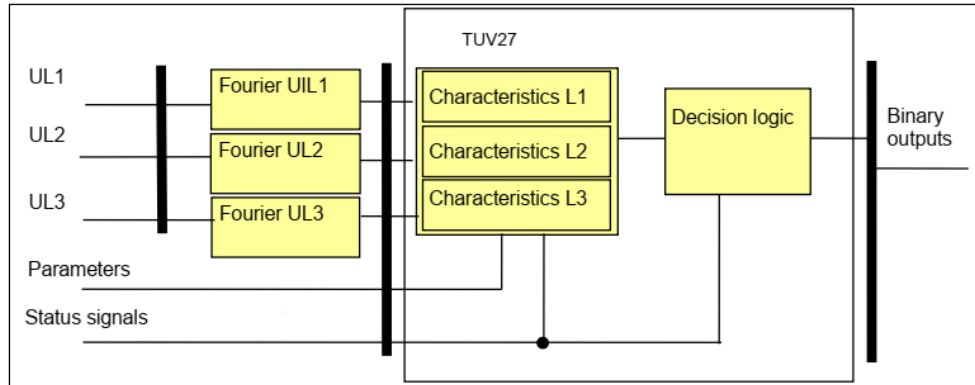 TUV27
UL1
Fourier UIL1
Characteristics L1
Decision logic
Binary
outputs
UL2
Fourier UL2
Characteristics L2
UL3
Fourier UL3
Characteristics L3
Parameters
Status signals